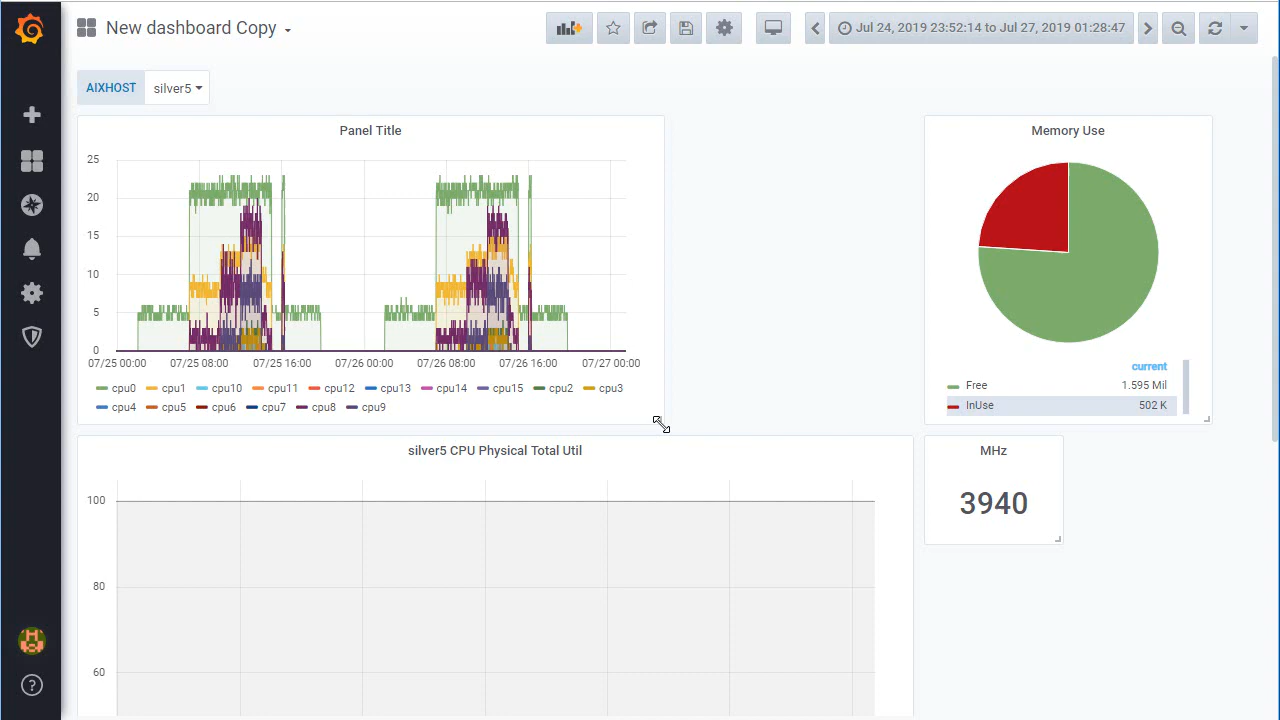 New dashboard Copy
Jul 24, 2019 23:52:14 to Jul 27, 2019 01:28:47
AIXHOST silver5
Panel Title
25
20
15
10
5
0
07/25 00:00 07/25 08:00 07/25 16:00 07/26 00:00 07/26 08:00 07/26 16:00 07/27 00:00
cpu0 cpu1 cpu10 cpu11 cpu12 cpu13 cpu14 cpu15 cpu2 cpu3
cpu4 cpu5 cpu6 cpu7 cpu8 cpu9
Memory Use
current
Free 1.595 Mil
InUse 502 K
silver5 CPU Physical Total Util
100
80
60
MHz
3940